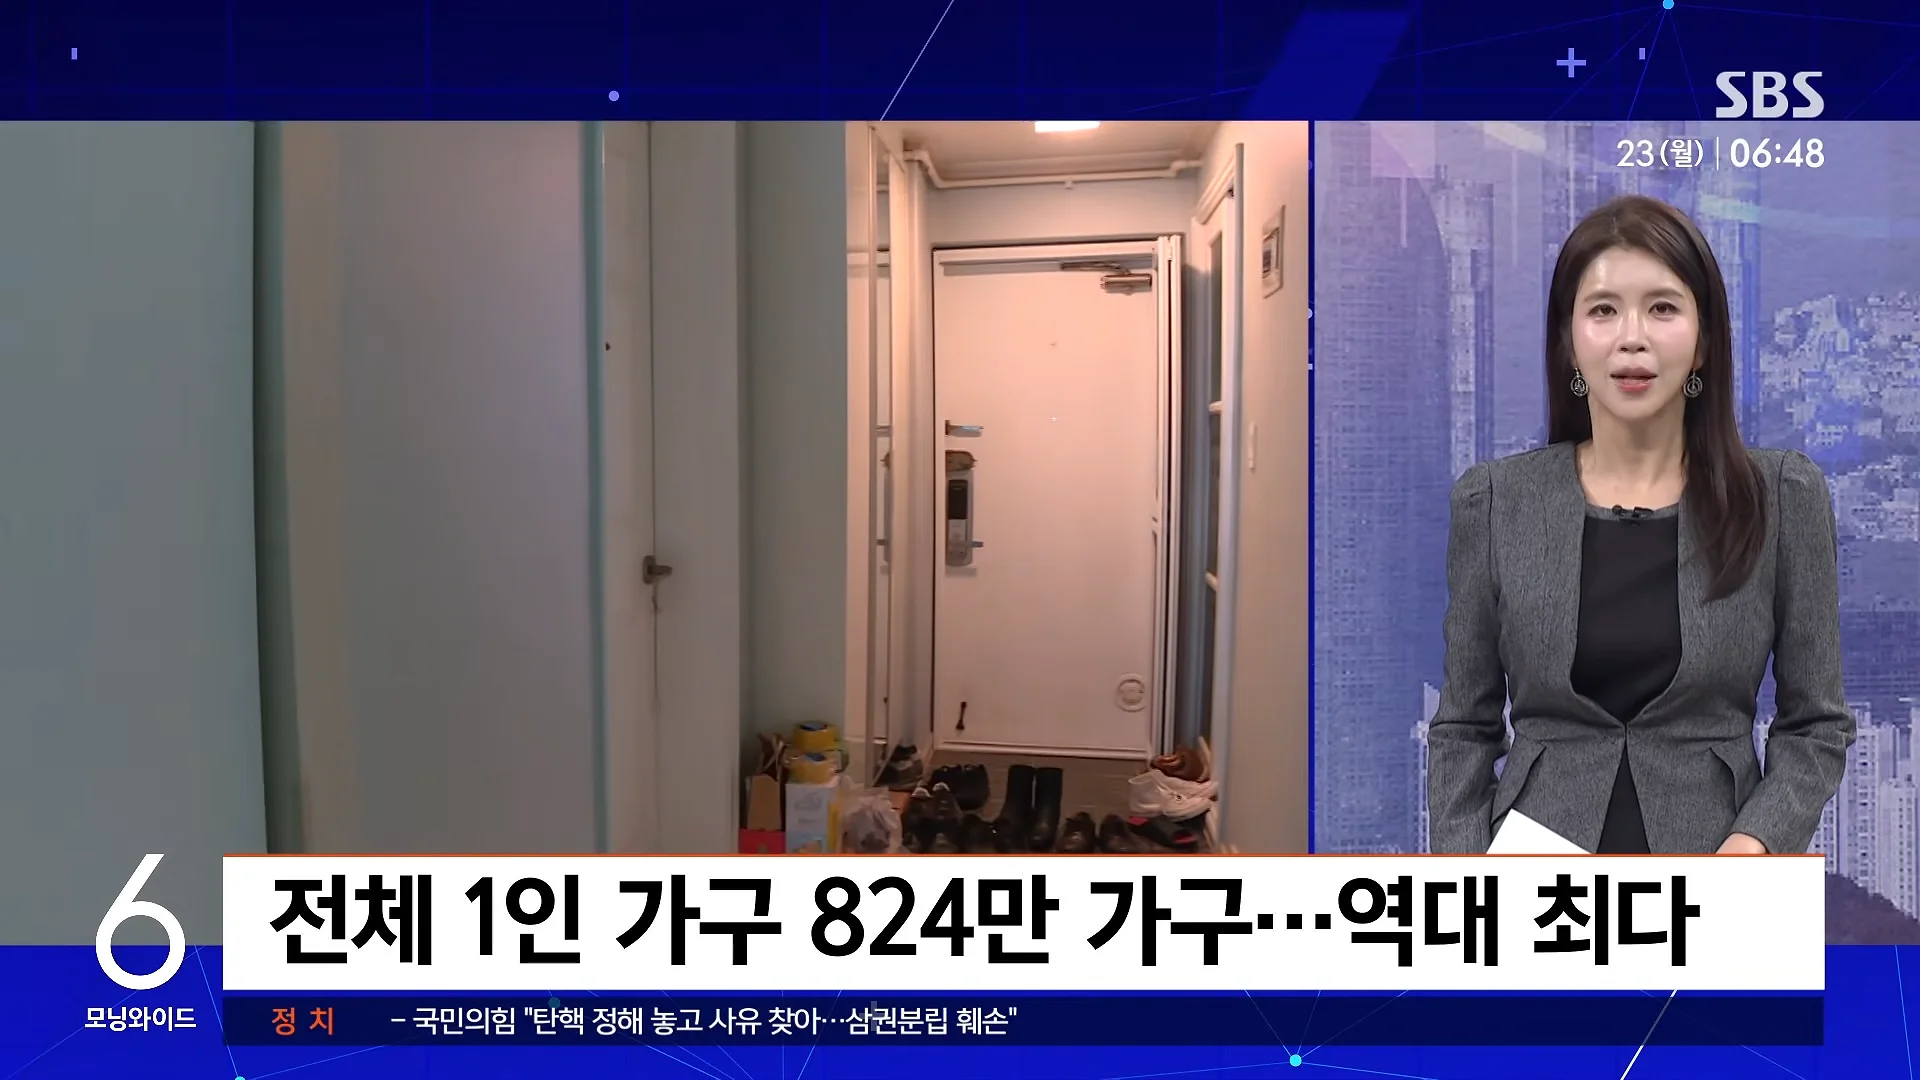 SBS
23(월) | 06:48
전체 1인 가구 824만 가구…역대 최다
6
모닝와이드
정 치 – 국민의힘 "탄핵 정해 놓고 사유 찾아…삼권분립 훼손"